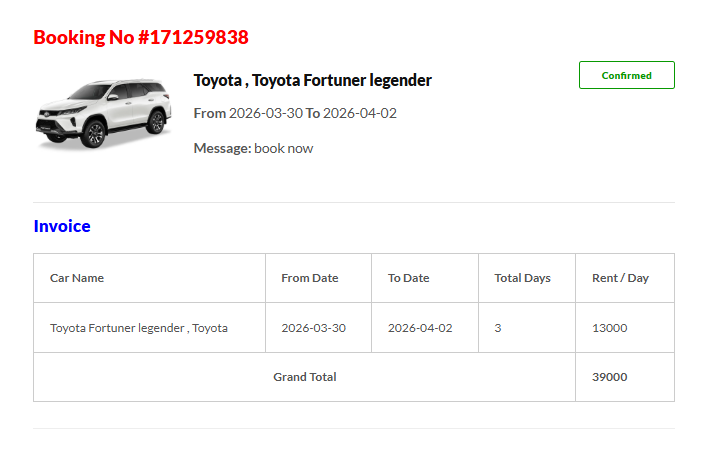 Booking No #171259838
Toyota , Toyota Fortuner legender
Confirmed
From 2026-03-30 To 2026-04-02
Message: book now
Invoice
Car Name From Date To Date Total Days Rent / Day
Toyota Fortuner legender , Toyota 2026-03-30 2026-04-02 3 13000
Grand Total 39000